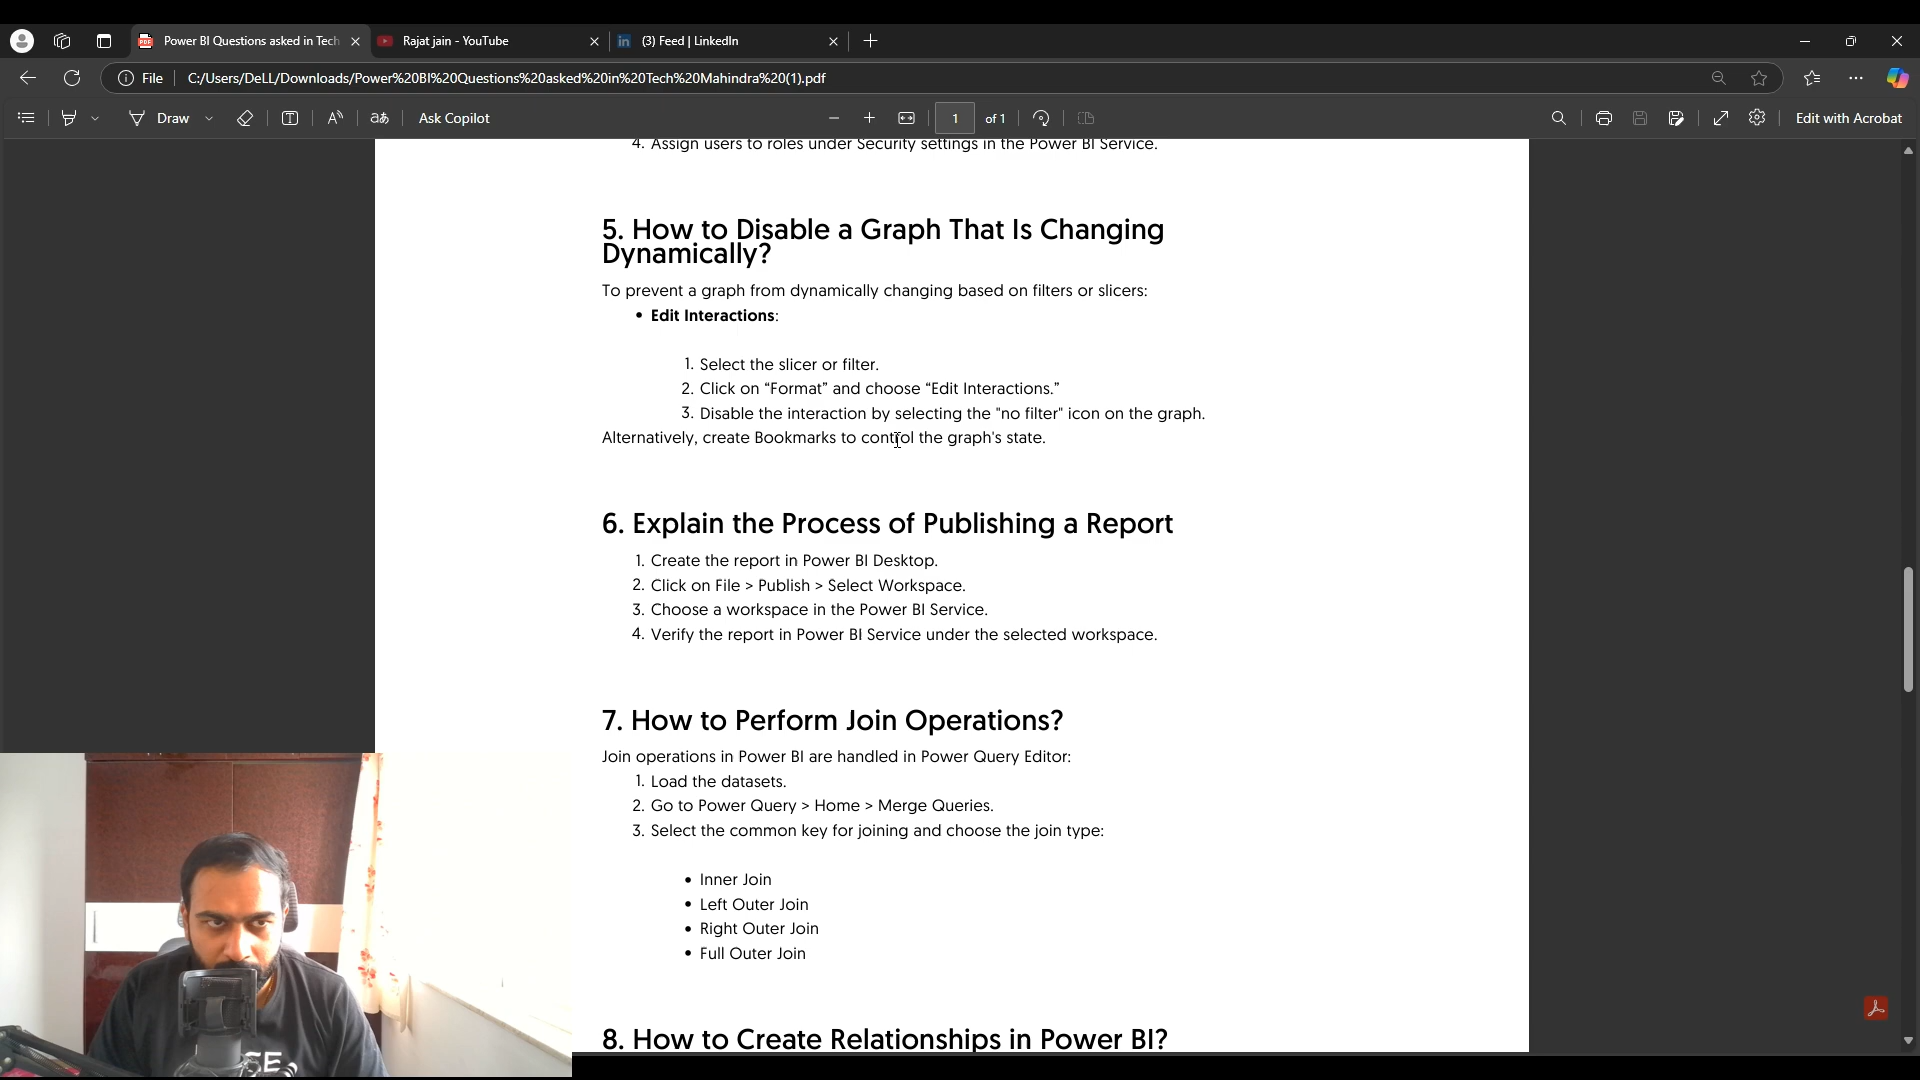 Power BI Questions asked in Tech
Rajat jain - YouTube
(3) Feed | LinkedIn
File
C:/Users/DeLL/Downloads/Power%20BI%20Questions%20asked%20in%20Tech%20Mahindra%20(1).pdf
Draw
Ask Copilot
1
of 1
Edit with Acrobat
4. Assign users to roles under Security settings in the Power BI Service.
5. How to Disable a Graph That Is Changing
Dynamically?
To prevent a graph from dynamically changing based on filters or slicers:
• Edit Interactions:
1. Select the slicer or filter.
2. Click on “Format” and choose “Edit Interactions.”
3. Disable the interaction by selecting the "no filter" icon on the graph.
Alternatively, create Bookmarks to control the graph's state.
6. Explain the Process of Publishing a Report
1. Create the report in Power BI Desktop.
2. Click on File > Publish > Select Workspace.
3. Choose a workspace in the Power BI Service.
4. Verify the report in Power BI Service under the selected workspace.
7. How to Perform Join Operations?
Join operations in Power BI are handled in Power Query Editor:
1. Load the datasets.
2. Go to Power Query > Home > Merge Queries.
3. Select the common key for joining and choose the join type:
• Inner Join
• Left Outer Join
• Right Outer Join
• Full Outer Join
8. How to Create Relationships in Power BI?